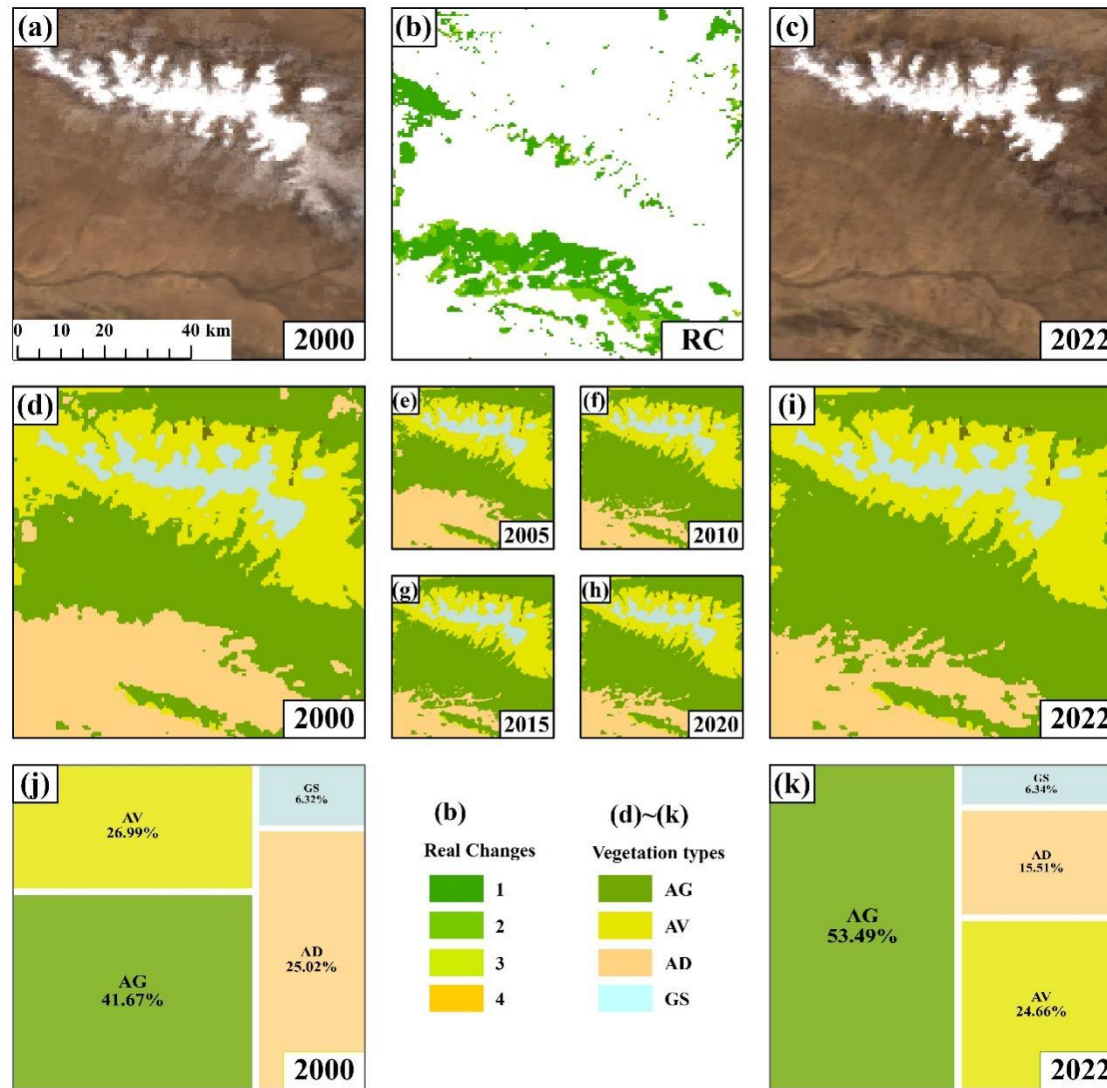 (a)
0 10 20 40 km
2000
(b)
RC
(c)
2022
(d)
2000
(e)
2005
(f)
2010
(g)
2015
(h)
2020
(i)
2022
(j)
AV
26.99%
GS
6.32%
AG
41.67%
AD
25.02%
2000
(b)
Real Changes
1
2
3
4
(d)~(k)
Vegetation types
AG
AV
AD
GS
(k)
AG
53.49%
GS
6.34%
AD
15.51%
AV
24.66%
2022